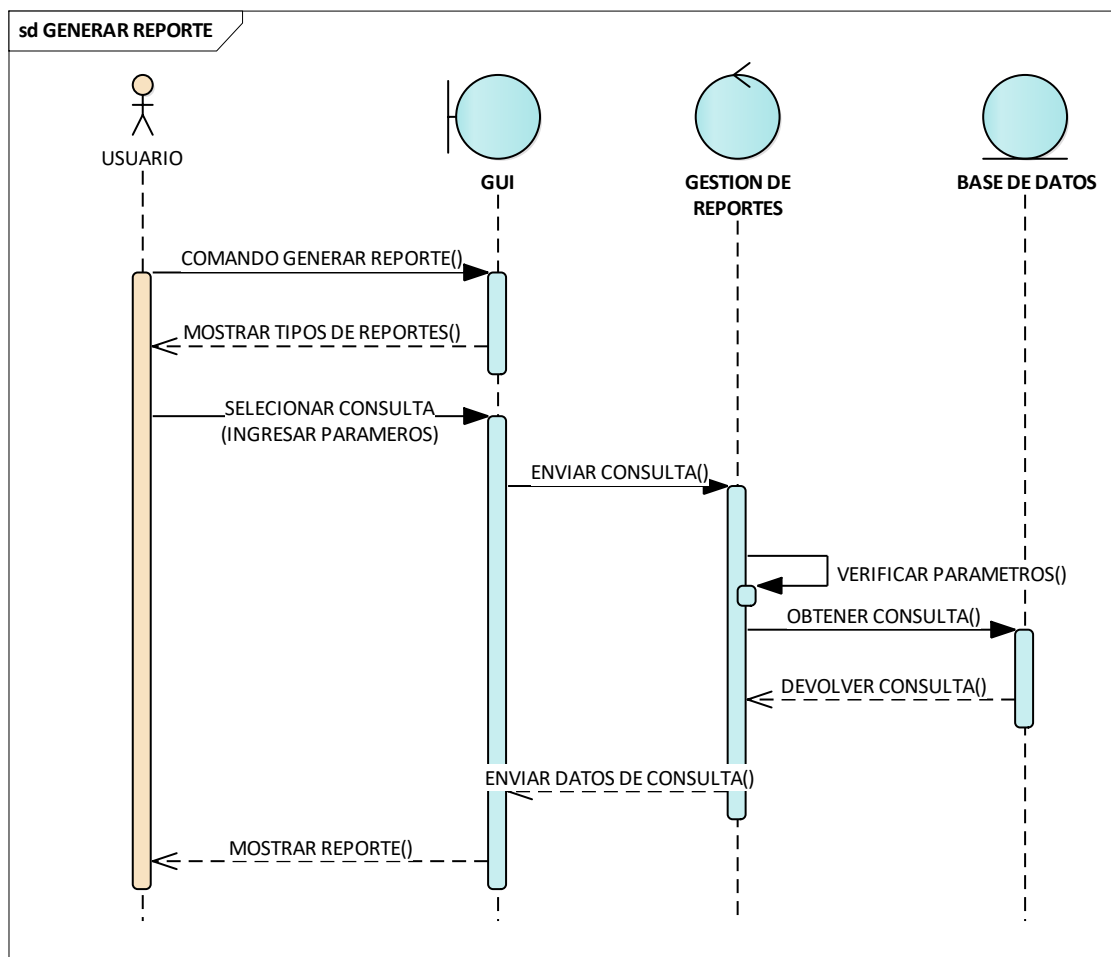 sd GENERAR REPORTE
USUARIO
GUI
GESTION DE
REPORTES
BASE DE DATOS
COMANDO GENERAR REPORTE()
MOSTRAR TIPOS DE REPORTES()
SELECIONAR CONSULTA
(INGRESAR PARAMEROS)
ENVIAR CONSULTA()
VERIFICAR PARAMETROS()
OBTENER CONSULTA()
DEVOLVER CONSULTA()
ENVIAR DATOS DE CONSULTA()
MOSTRAR REPORTE()